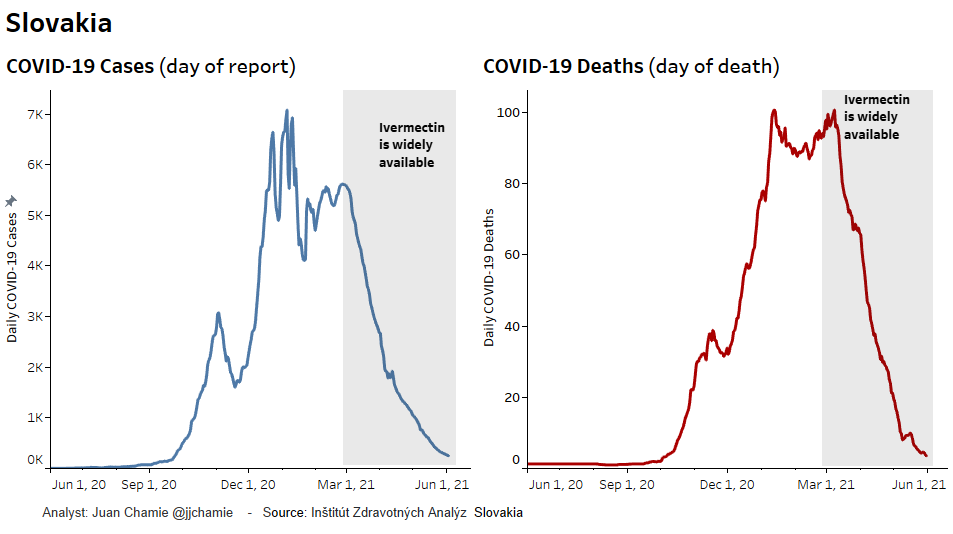 Slovakia
COVID-19 Cases (day of report)
COVID-19 Deaths (day of death)
Ivermectin
is widely
available
Ivermectin
is widely
available
Daily COVID-19 Cases
7K
6K
5K
4K
3K
2K
1K
0K
Jun 1, 20
Sep 1, 20
Dec 1, 20
Mar 1, 21
Jun 1, 21
Daily COVID-19 Deaths
100
80
60
40
20
0
Jun 1, 20
Sep 1, 20
Dec 1, 20
Mar 1, 21
Jun 1, 21
Analyst: Juan Chamie @jjchamie - Source: Inštitút Zdravotných Analýz Slovakia